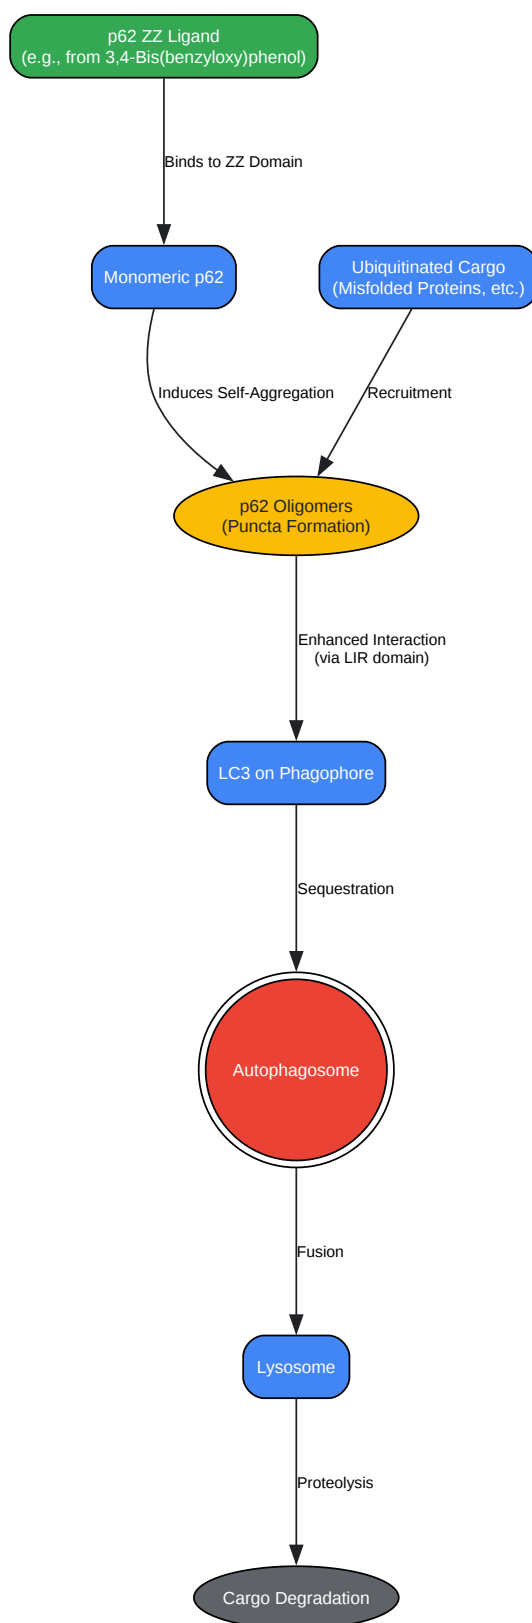 p62 ZZ Ligand
(e.g., from 3,4-Bis(benzyloxy)phenol)
Binds to ZZ Domain
Monomeric p62
Ubiquitinated Cargo
(Misfolded Proteins, etc.)
Induces Self-Aggregation
Recruitment
p62 Oligomers
(Puncta Formation)
Enhanced Interaction
(via LIR domain)
LC3 on Phagophore
Sequestration
Autophagosome
Fusion
Lysosome
Proteolysis
Cargo Degradation